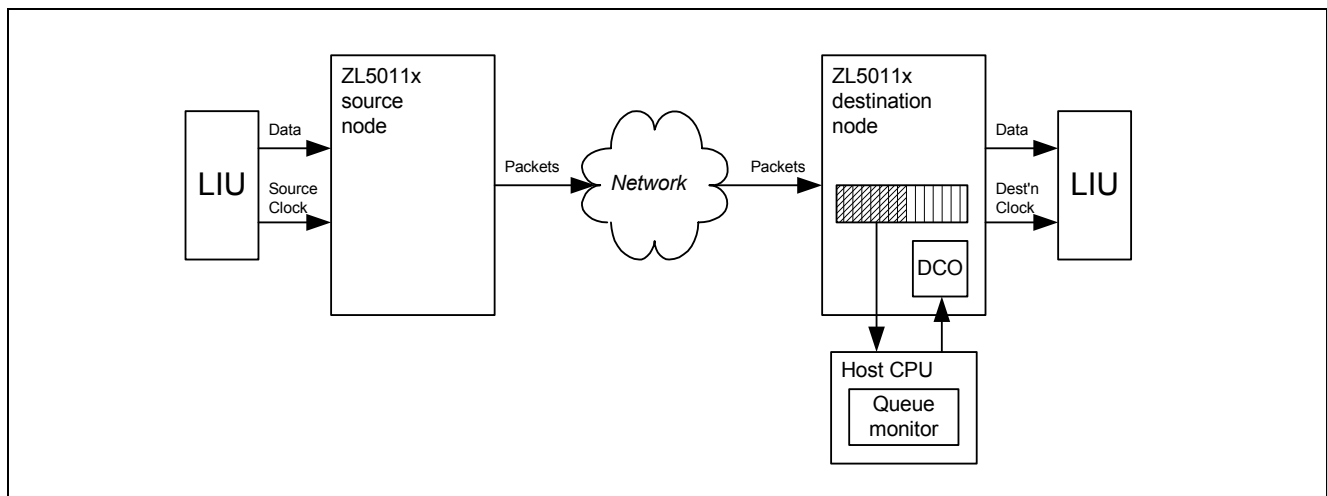 LIU
Data
Source
Clock
ZL5011x
source
node
Packets
Network
Packets
ZL5011x
destination
node
DCO
Data
Dest'n
Clock
LIU
Host CPU
Queue
monitor